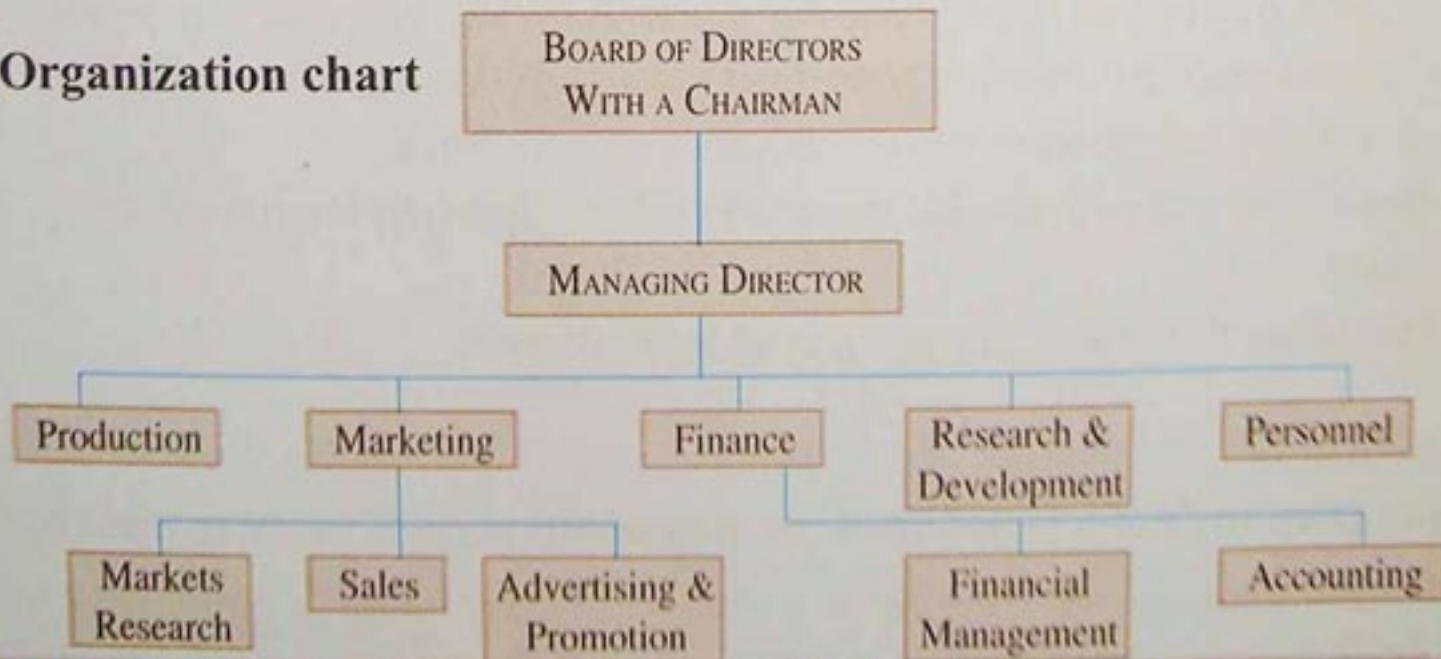 Organization chart
BOARD OF DIRECTORS
WITH A CHAIRMAN
MANAGING DIRECTOR
Production
Marketing
Finance
Research &
Development
Personnel
Markets
Research
Sales
Advertising &
Promotion
Financial
Management
Accounting